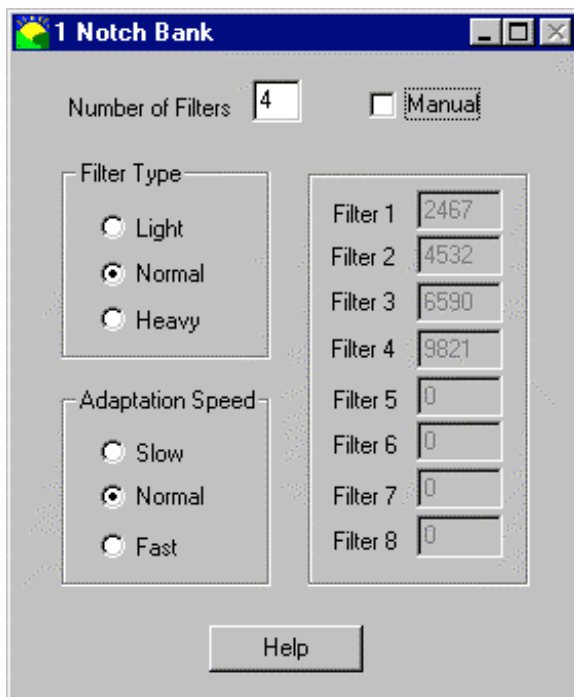 1 Notch Bank
Number of Filters 4 Manual
Filter Type
Light
Normal
Heavy
Adaptation Speed
Slow
Normal
Fast
Filter 1 2467
Filter 2 4532
Filter 3 6590
Filter 4 9821
Filter 5 0
Filter 6 0
Filter 7 0
Filter 8 0
Help